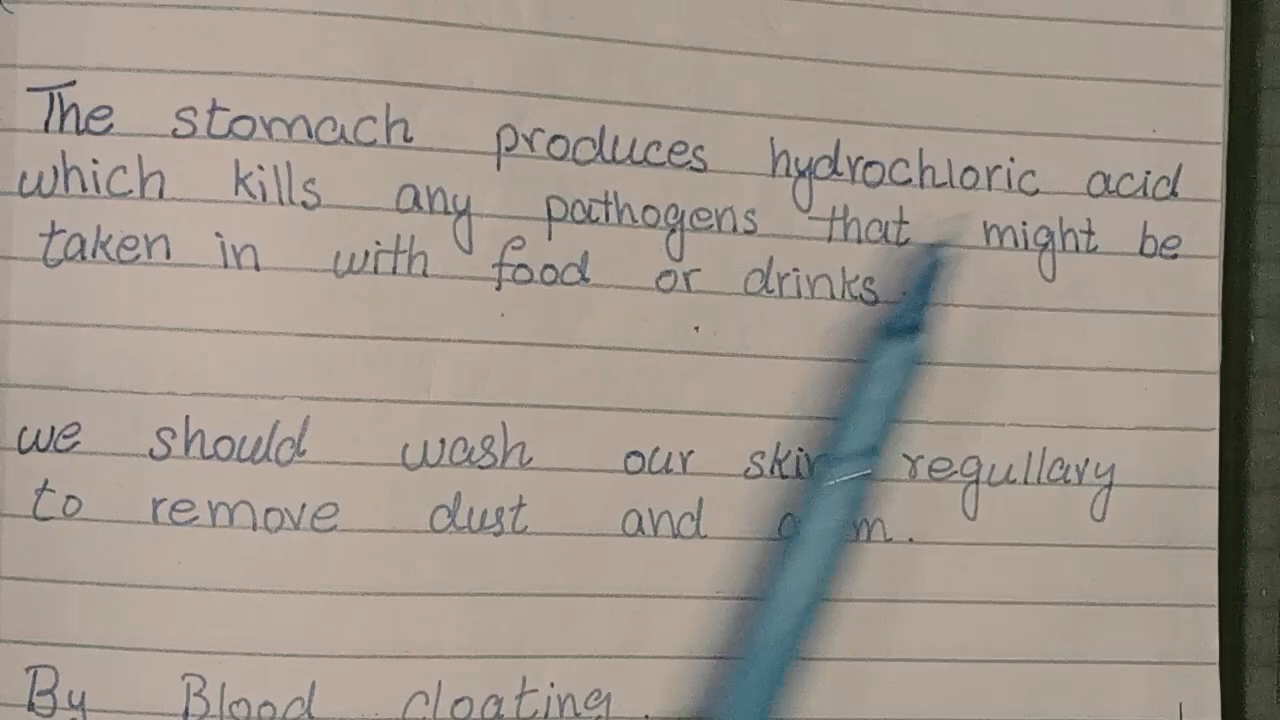 The stomach produces hydrochloric acid
which kills any pathogens that might be
taken in with food or drinks.
we should wash our skin regullary
to remove dust and
By Blood cloating.